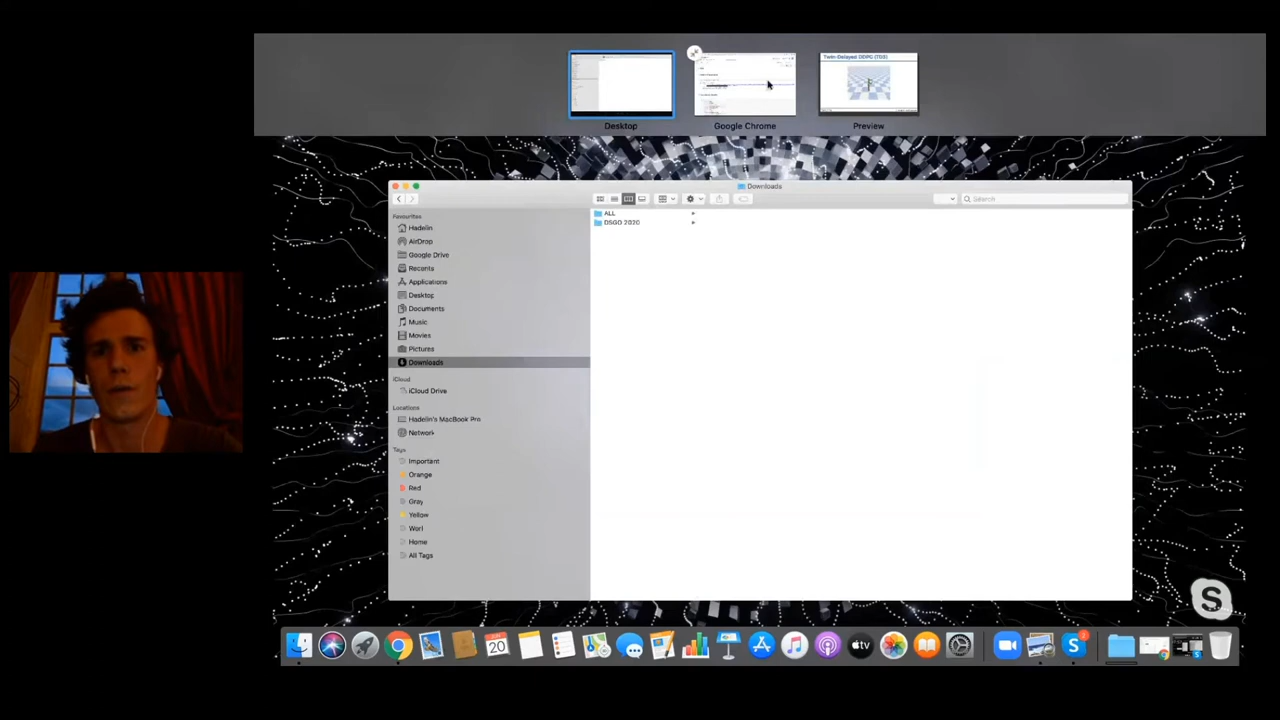 Desktop
Google Chrome
Twin-Delayed DDPG (TD3)
Preview
Downloads
Search
Favourites
Hadelin
AirDrop
Google Drive
Recents
Applications
Desktop
Documents
Music
Movies
Pictures
Downloads
iCloud
iCloud Drive
Locations
Hadelin's MacBook Pro
Network
Tags
Important
Orange
Red
Gray
Yellow
Work
Home
All Tags
ALL
DSGO 2020
S
20
tv
2